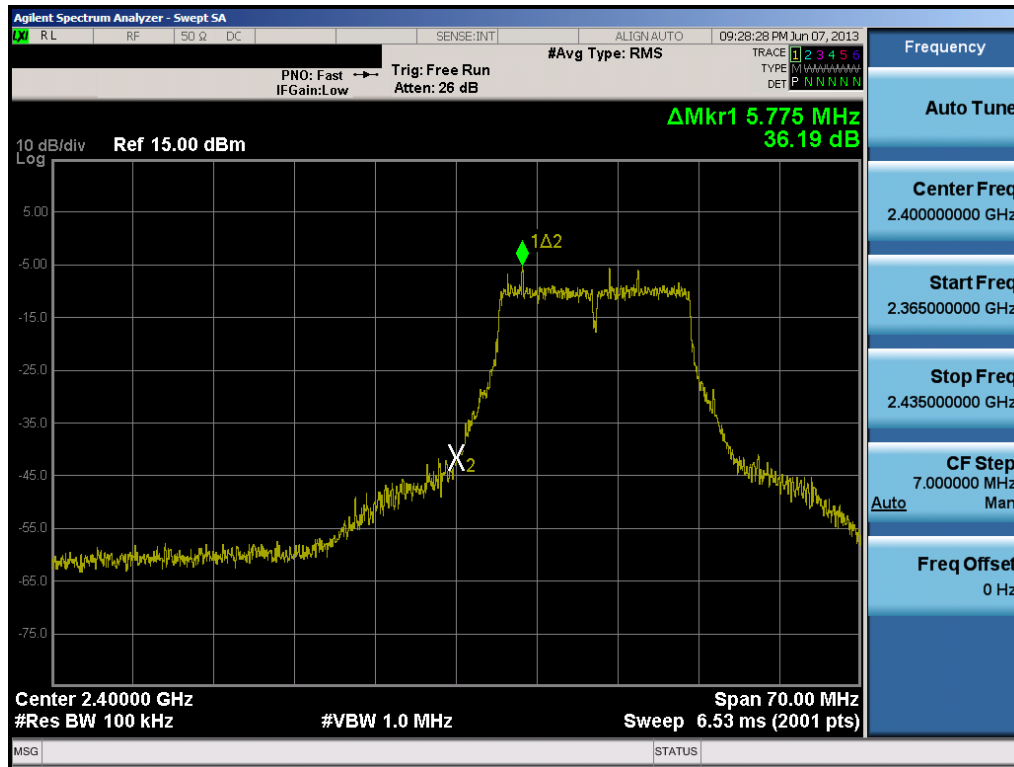 Agilent Spectrum Analyzer - Swept SA
LXI RL RF 50 Ω DC SENSE:INT ALIGN AUTO 09:28:28 PM Jun 07, 2013
#Avg Type: RMS
TRACE 1 2 3 4 5 6
PNO: Fast Trig: Free Run
TYPE M W W W W W
IFGain:Low Atten: 26 dB
DET P N N N N N
ΔMkr1 5.775 MHz
36.19 dB
10 dB/div Ref 15.00 dBm
Log
5.00
-5.00
-15.0
-25.0
-35.0
-45.0
-55.0
-65.0
-75.0
1Δ2
2
Center 2.40000 GHz Span 70.00 MHz
#Res BW 100 kHz #VBW 1.0 MHz Sweep 6.53 ms (2001 pts)
MSG STATUS
Frequency
Auto Tune
Center Freq
2.400000000 GHz
Start Freq
2.365000000 GHz
Stop Freq
2.435000000 GHz
CF Step
7.000000 MHz
Auto Man
Freq Offset
0 Hz